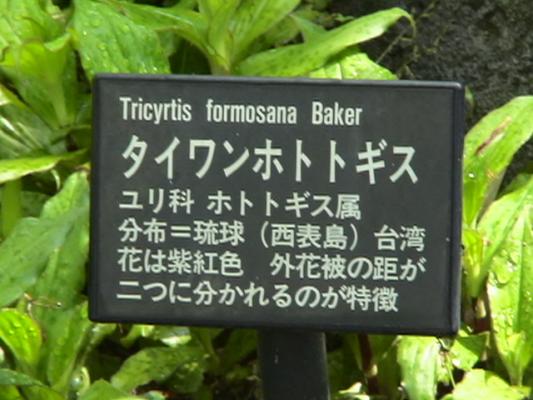 Tricyrtis formosana Baker
タイワンホトトギス
ユリ科 ホトトギス属
分布＝琉球（西表島）台湾
花は紫紅色　外花被の距が
二つに分かれるのが特徴